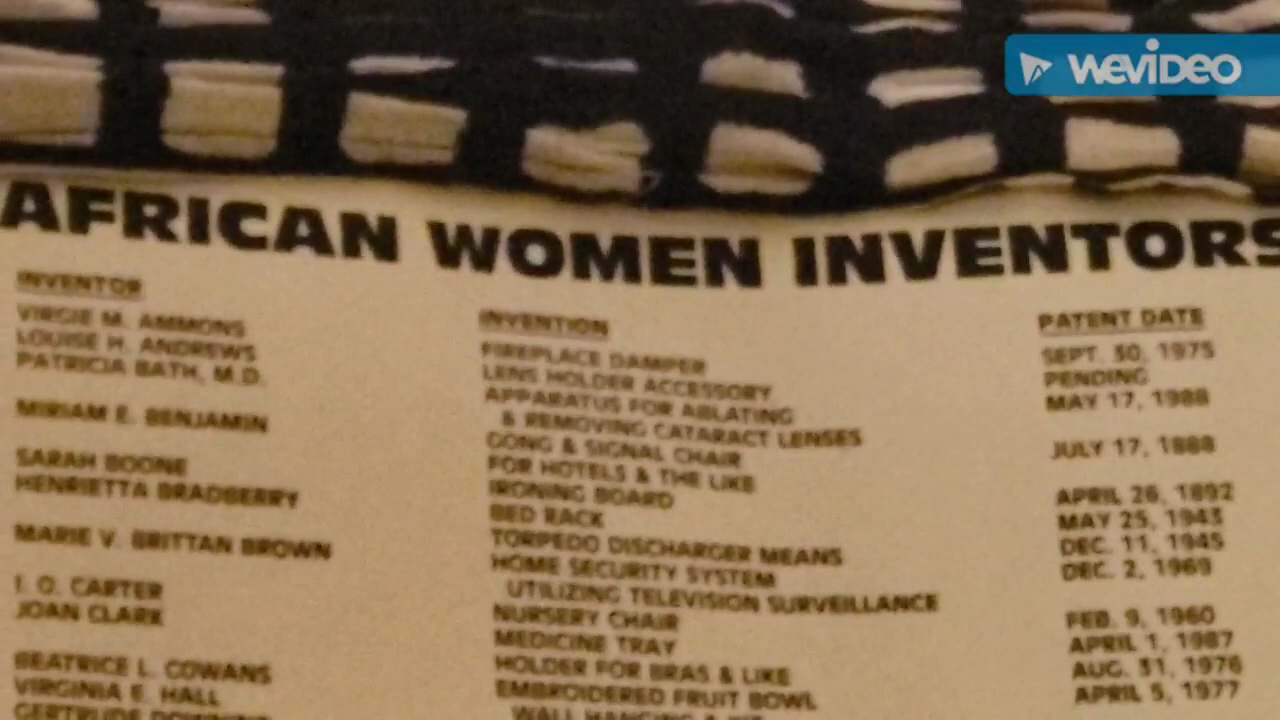 WEVIDEO
AFRICAN WOMEN INVENTORS
INVENTOR INVENTION PATENT DATE
VIRGIE M. AMMONS FIREPLACE DAMPER SEPT. 30, 1975
LOUISE H. ANDREWS LENS HOLDER ACCESSORY PENDING
PATRICIA BATH, M.D. APPARATUS FOR ABLATING MAY 17, 1988
& REMOVING CATARACT LENSES
MIRIAM E. BENJAMIN GONG & SIGNAL CHAIR JULY 17, 1888
FOR HOTELS & THE LIKE
SARAH BOONE IRONING BOARD APRIL 26, 1892
HENRIETTA BRADBERRY BED RACK MAY 25, 1943
TORPEDO DISCHARGER MEANS DEC. 11, 1945
MARIE V. BRITTAN BROWN HOME SECURITY SYSTEM DEC. 2, 1969
UTILIZING TELEVISION SURVEILLANCE
I. O. CARTER NURSERY CHAIR FEB. 9, 1960
JOAN CLARK MEDICINE TRAY APRIL 1, 1987
HOLDER FOR BRAS & LIKE AUG. 31, 1976
BEATRICE L. COWANS EMBROIDERED FRUIT BOWL APRIL 5, 1977
VIRGINIA E. HALL WALL HANGING &
GERTRUDE